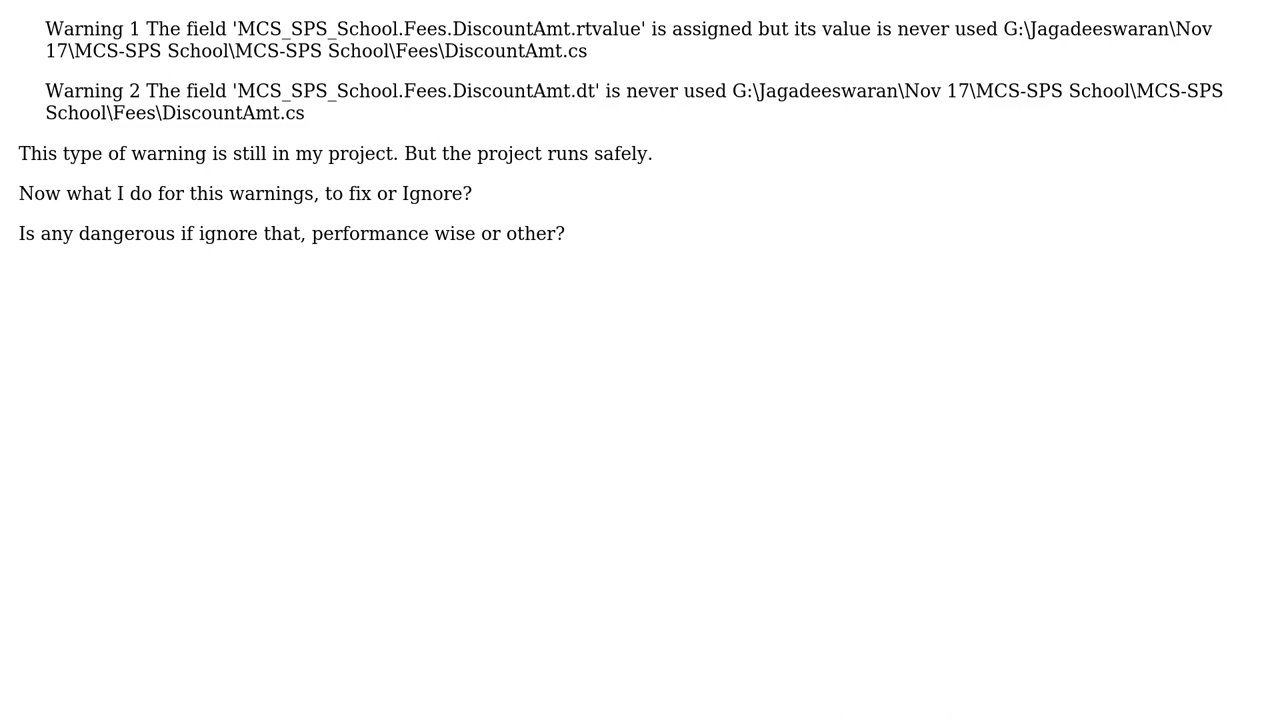 Warning 1 The field 'MCS_SPS_School.Fees.DiscountAmt.rtvalue' is assigned but its value is never used G:\Jagadeeswaran\Nov
17\MCS-SPS School\MCS-SPS School\Fees\DiscountAmt.cs
Warning 2 The field 'MCS_SPS_School.Fees.DiscountAmt.dt' is never used G:\Jagadeeswaran\Nov 17\MCS-SPS School\MCS-SPS
School\Fees\DiscountAmt.cs
This type of warning is still in my project. But the project runs safely.
Now what I do for this warnings, to fix or Ignore?
Is any dangerous if ignore that, performance wise or other?